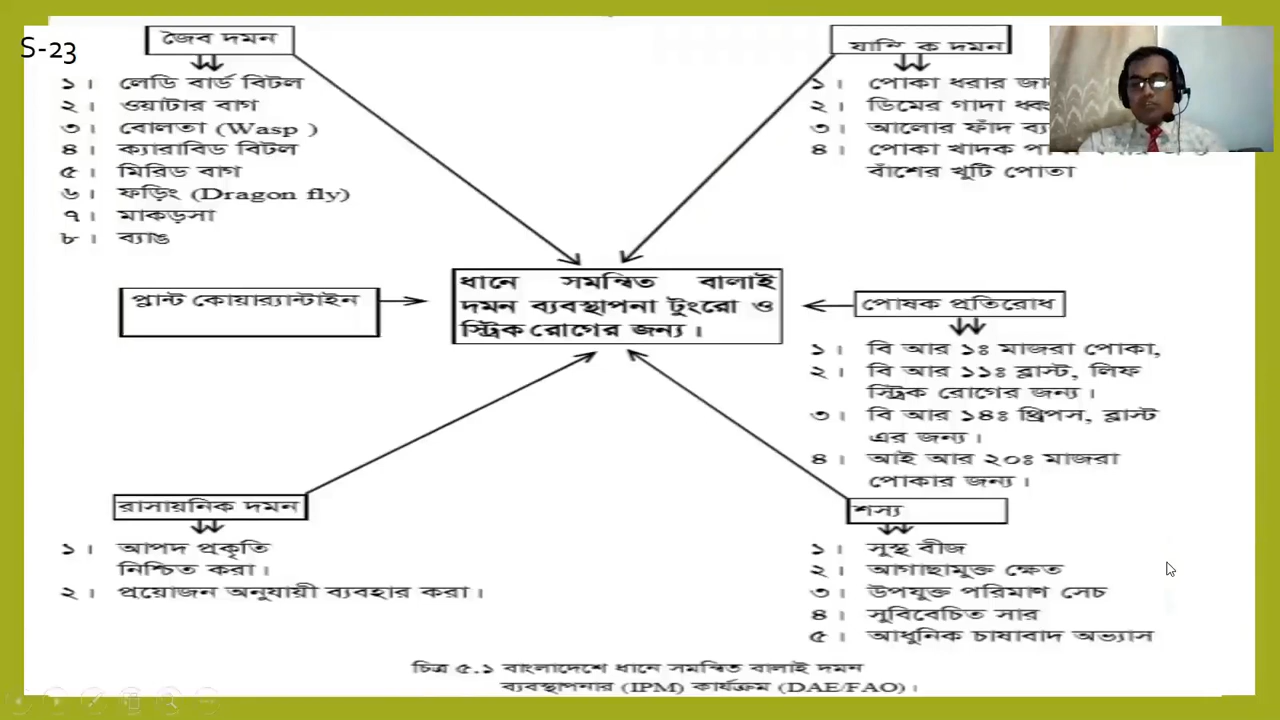 S-23
জৈব দমন
১। লেডি বার্ড বিটল
২। ওয়াটার বাগ
৩। বোলতা (Wasp )
৪। ক্যারাবিড বিটল
৫। মিরিড বাগ
৬। ফড়িং (Dragon fly)
৭। মাকড়সা
৮। ব্যাঙ
যান্ত্রিক দমন
১। পোকা ধরার
২। ডিমের গাদা
৩। আলোর ফাঁদ
৪। পোকা খাদক
বাঁশের খুটি পোতা
প্লান্ট কোয়ার‍্যান্টাইন
ধানে সমন্বিত বালাই
দমন ব্যবস্থাপনা টুংরো ও
স্ট্রিক রোগের জন্য।
পোষক প্রতিরোধ
১। বি আর ১ঃ মাজরা পোকা,
২। বি আর ১১ঃ ব্লাস্ট, লিফ
স্ট্রিক রোগের জন্য।
৩। বি আর ১৪ঃ থ্রিপস, ব্লাস্ট
এর জন্য।
৪। আই আর ২০ঃ মাজরা
পোকার জন্য।
রাসায়নিক দমন
১। আপদ প্রকৃতি
নিশ্চিত করা।
২। প্রয়োজন অনুযায়ী ব্যবহার করা।
শস্য
১। সুস্থ বীজ
২। আগাছামুক্ত ক্ষেত
৩। উপযুক্ত পরিমাণ সেচ
৪। সুবিবেচিত সার
৫। আধুনিক চাষাবাদ অভ্যাস
চিত্র ৫.১ বাংলাদেশে ধানে সমন্বিত বালাই দমন
ব্যবস্থাপনার (IPM) কার্যক্রম (DAE/FAO)।